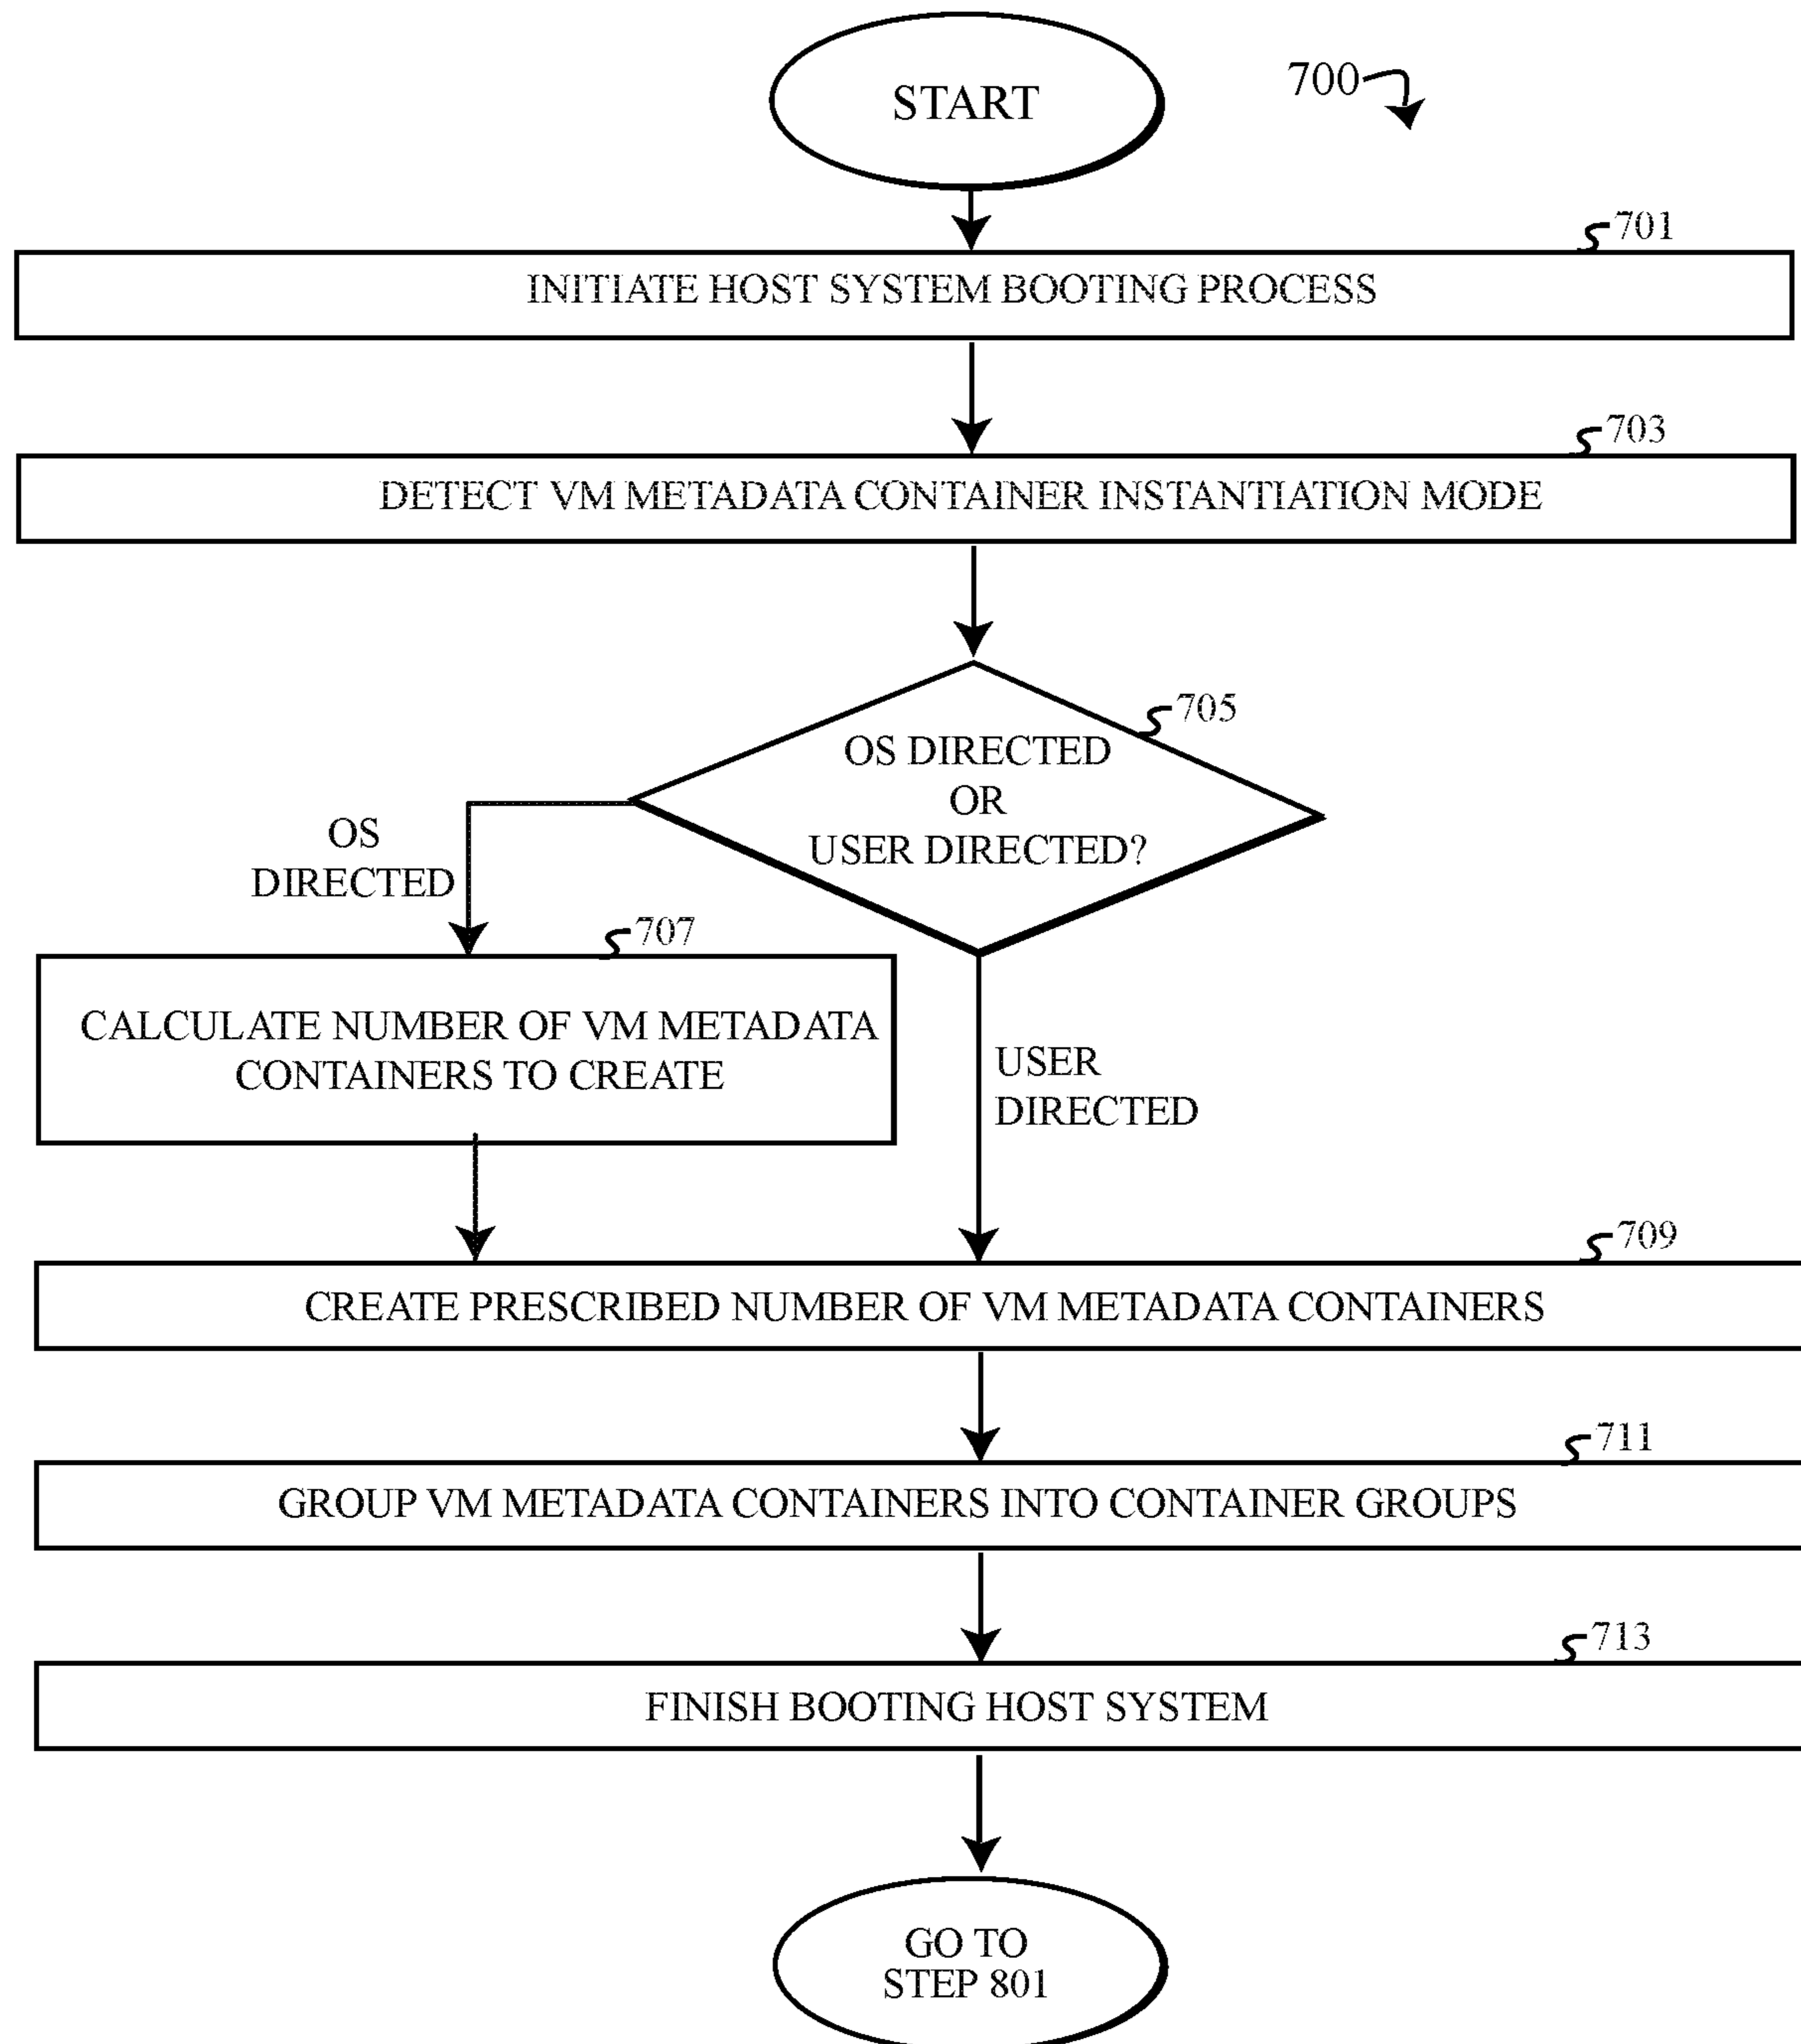 START
700
701
INITIATE HOST SYSTEM BOOTING PROCESS
703
DETECT VM METADATA CONTAINER INSTANTIATION MODE
705
OS DIRECTED
OR
USER DIRECTED?
OS
DIRECTED
707
CALCULATE NUMBER OF VM METADATA
CONTAINERS TO CREATE
USER
DIRECTED
709
CREATE PRESCRIBED NUMBER OF VM METADATA CONTAINERS
711
GROUP VM METADATA CONTAINERS INTO CONTAINER GROUPS
713
FINISH BOOTING HOST SYSTEM
GO TO
STEP 801